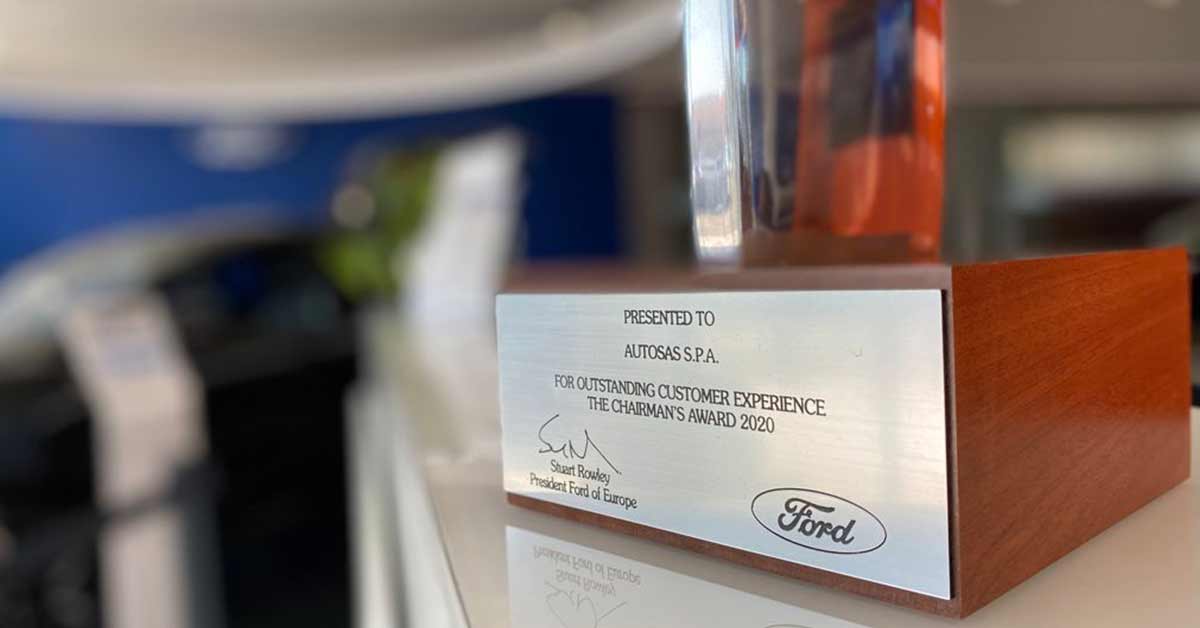 PRESENTED TO
AUTOSAS S.P.A.
FOR OUTSTANDING CUSTOMER EXPERIENCE
THE CHAIRMAN'S AWARD 2020
Stuart Rowley
President Ford of Europe
Ford